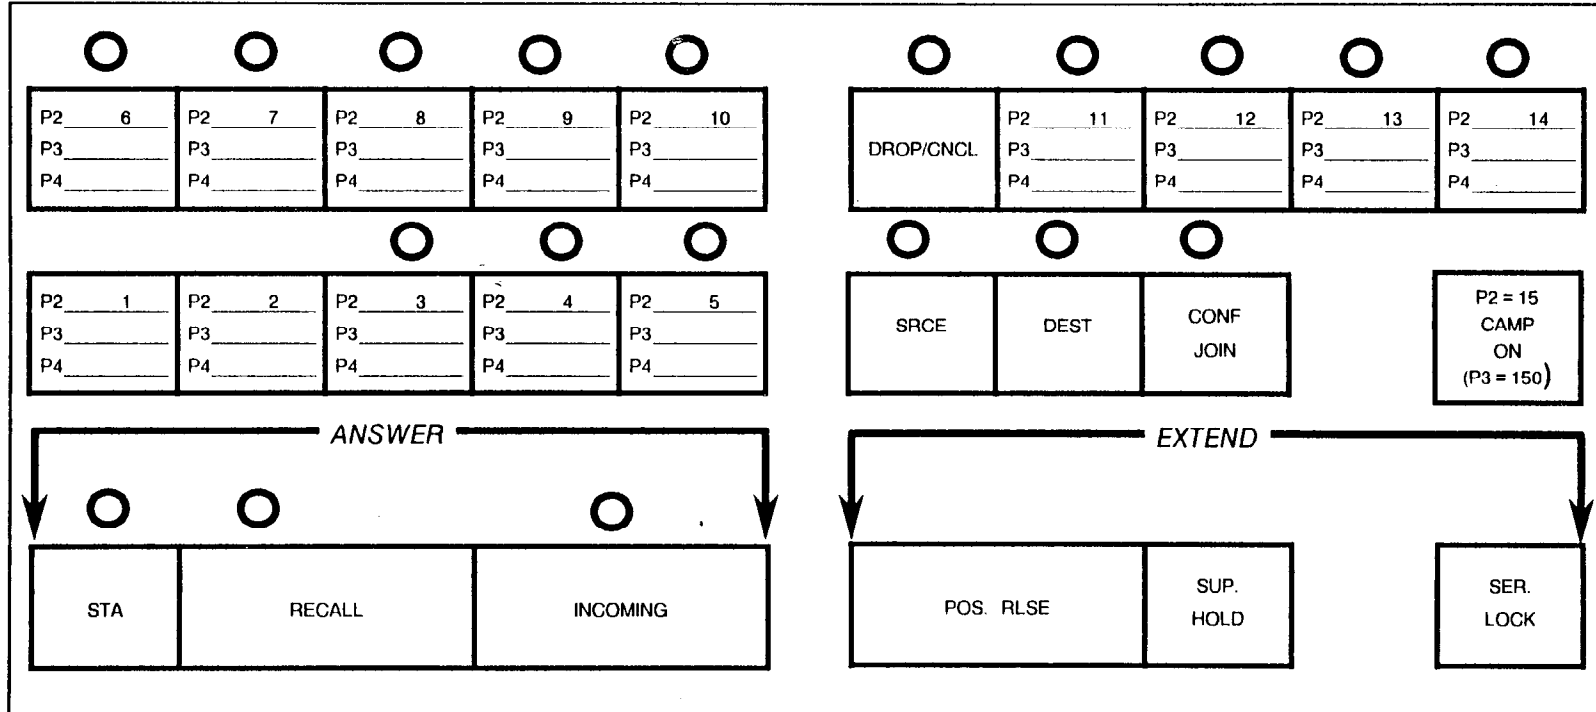 P2 6 P2 7 P2 8 P2 9 P2 10
P3 P3 P3 P3 P3
P4 P4 P4 P4 P4
DROP/CNCL
P2 11 P2 12 P2 13 P2 14
P3 P3 P3 P3
P4 P4 P4 P4
P2 1 P2 2 P2 3 P2 4 P2 5
P3 P3 P3 P3 P3
P4 P4 P4 P4 P4
SRCE
DEST
CONF
JOIN
P2 = 15
CAMP
ON
(P3 = 150)
ANSWER
EXTEND
STA
RECALL
INCOMING
POS. RLSE
SUP.
HOLD
SER.
LOCK